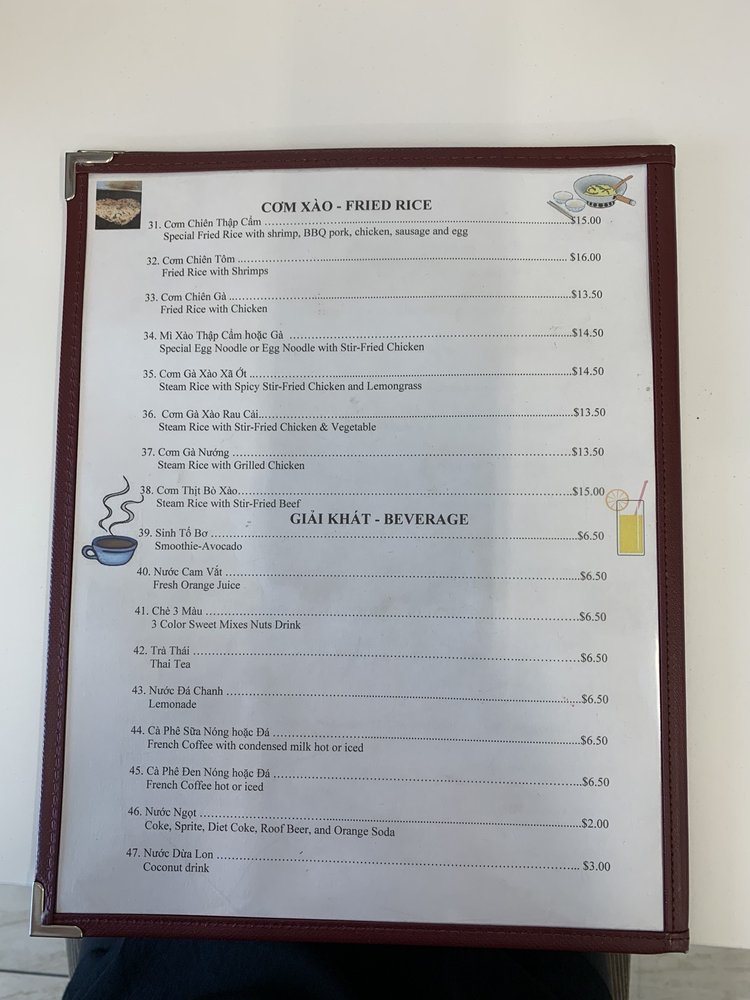 CƠM XÀO - FRIED RICE
31. Cơm Chiên Thập Cẩm ........ $15.00
Special Fried Rice with shrimp, BBQ pork, chicken, sausage and egg
32. Cơm Chiên Tôm ........ $16.00
Fried Rice with Shrimps
33. Cơm Chiên Gà ........ $13.50
Fried Rice with Chicken
34. Mì Xào Thập Cẩm hoặc Gà ........ $14.50
Special Egg Noodle or Egg Noodle with Stir-Fried Chicken
35. Cơm Gà Xào Xã Ớt ........ $14.50
Steam Rice with Spicy Stir-Fried Chicken and Lemongrass
36. Cơm Gà Xào Rau Cải ........ $13.50
Steam Rice with Stir-Fried Chicken & Vegetable
37. Cơm Gà Nướng ........ $13.50
Steam Rice with Grilled Chicken
38. Cơm Thịt Bò Xào ........ $15.00
Steam Rice with Stir-Fried Beef
GIẢI KHÁT - BEVERAGE
39. Sinh Tố Bơ ........ $6.50
Smoothie-Avocado
40. Nước Cam Vắt ........ $6.50
Fresh Orange Juice
41. Chè 3 Màu ........ $6.50
3 Color Sweet Mixes Nuts Drink
42. Trà Thái ........ $6.50
Thai Tea
43. Nước Đá Chanh ........ $6.50
Lemonade
44. Cà Phê Sữa Nóng hoặc Đá ........ $6.50
French Coffee with condensed milk hot or iced
45. Cà Phê Đen Nóng hoặc Đá ........ $6.50
French Coffee hot or iced
46. Nước Ngọt ........ $2.00
Coke, Sprite, Diet Coke, Roof Beer, and Orange Soda
47. Nước Dừa Lon ........ $3.00
Coconut drink